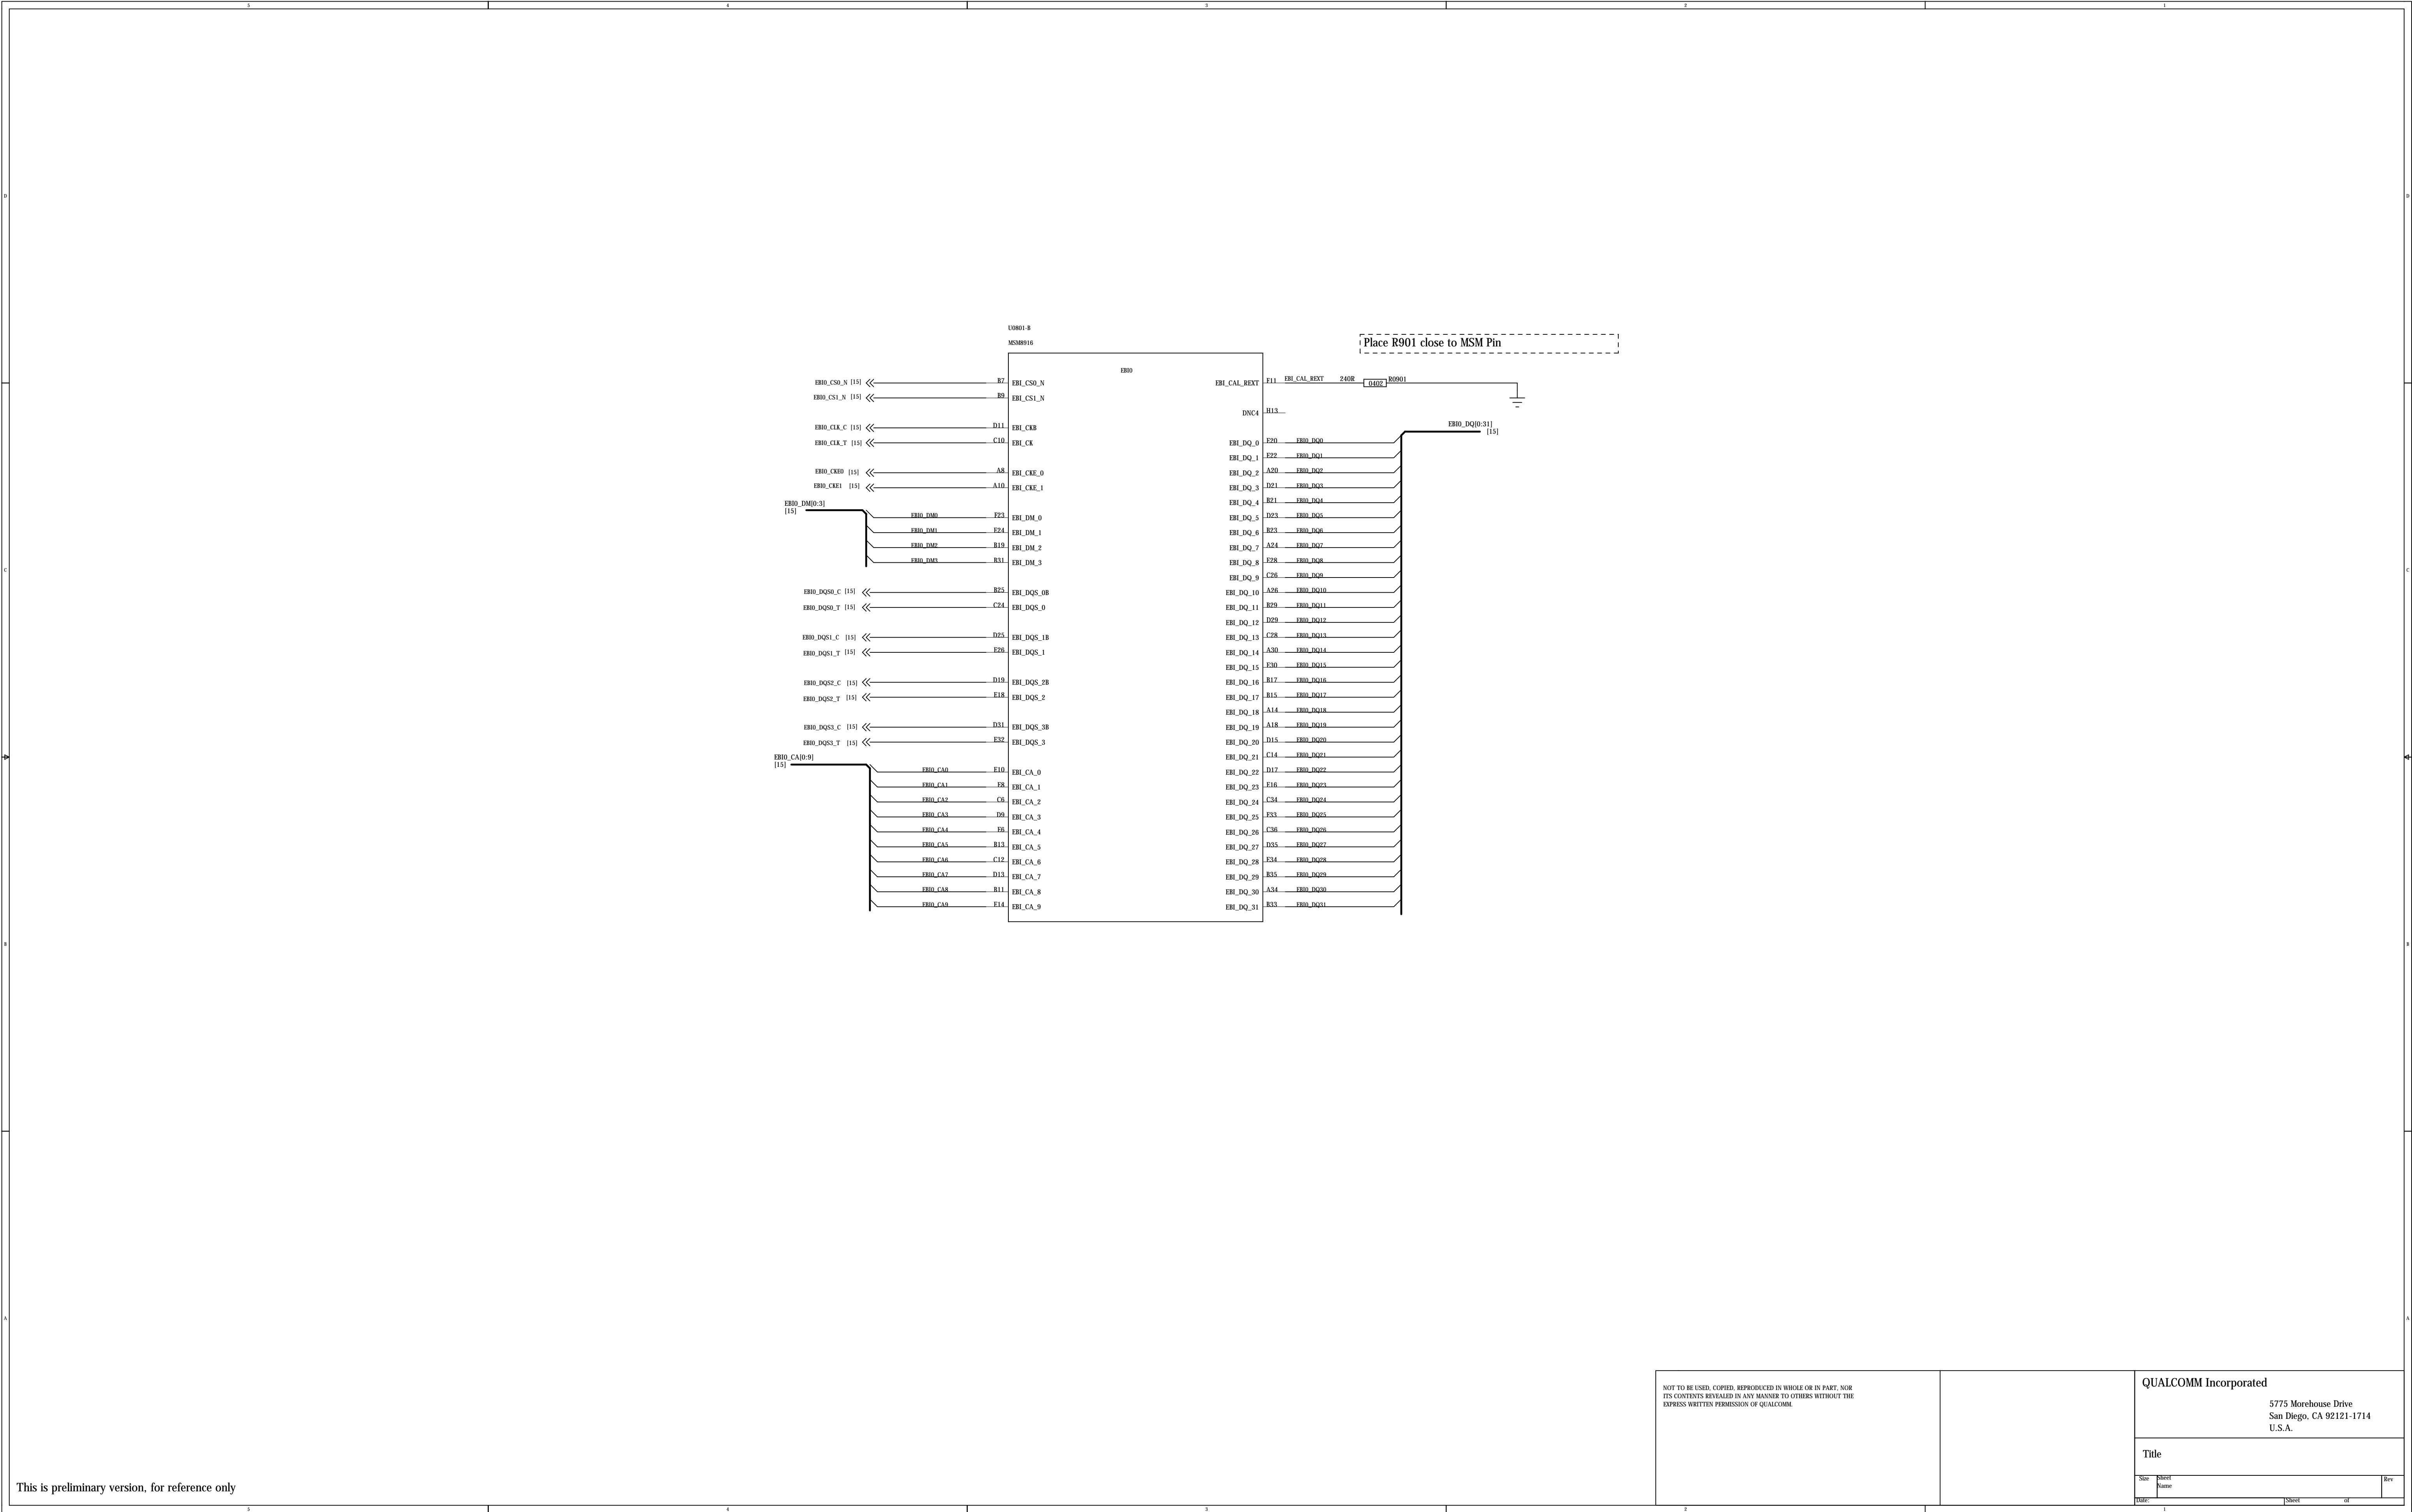 5 4 3 2 1
D D
C C
B B
A A
U0801-B
MSM8916
EBI0
Place R901 close to MSM Pin
EBI0_CS0_N [15] B7 EBI_CS0_N
EBI0_CS1_N [15] B9 EBI_CS1_N
EBI0_CLK_C [15] D11 EBI_CKB
EBI0_CLK_T [15] C10 EBI_CK
EBI0_CKE0 [15] A8 EBI_CKE_0
EBI0_CKE1 [15] A10 EBI_CKE_1
EBI0_DM[0:3]
[15]
EBI0_DM0 F23 EBI_DM_0
EBI0_DM1 E24 EBI_DM_1
EBI0_DM2 B19 EBI_DM_2
EBI0_DM3 B31 EBI_DM_3
EBI0_DQS0_C [15] B25 EBI_DQS_0B
EBI0_DQS0_T [15] C24 EBI_DQS_0
EBI0_DQS1_C [15] D25 EBI_DQS_1B
EBI0_DQS1_T [15] E26 EBI_DQS_1
EBI0_DQS2_C [15] D19 EBI_DQS_2B
EBI0_DQS2_T [15] E18 EBI_DQS_2
EBI0_DQS3_C [15] D31 EBI_DQS_3B
EBI0_DQS3_T [15] E32 EBI_DQS_3
EBI0_CA[0:9]
[15]
EBI0_CA0 E10 EBI_CA_0
EBI0_CA1 EBI_CA_1
EBI0_CA2 C6 EBI_CA_2
EBI0_CA3 D9 EBI_CA_3
EBI0_CA4 EBI_CA_4
EBI0_CA5 B13 EBI_CA_5
EBI0_CA6 C12 EBI_CA_6
EBI0_CA7 D13 EBI_CA_7
EBI0_CA8 B11 EBI_CA_8
EBI0_CA9 E14 EBI_CA_9
EBI_CAL_REXT F11 EBI_CAL_REXT 240R 0402 R0901
DNC4 H13
EBI0_DQ[0:31]
[15]
EBI_DQ_0 E20 EBI0_DQ0
EBI_DQ_1 E22 EBI0_DQ1
EBI_DQ_2 A20 EBI0_DQ2
EBI_DQ_3 D21 EBI0_DQ3
EBI_DQ_4 B21 EBI0_DQ4
EBI_DQ_5 D23 EBI0_DQ5
EBI_DQ_6 B23 EBI0_DQ6
EBI_DQ_7 A24 EBI0_DQ7
EBI_DQ_8 E28 EBI0_DQ8
EBI_DQ_9 C26 EBI0_DQ9
EBI_DQ_10 A26 EBI0_DQ10
EBI_DQ_11 B29 EBI0_DQ11
EBI_DQ_12 D29 EBI0_DQ12
EBI_DQ_13 C28 EBI0_DQ13
EBI_DQ_14 A30 EBI0_DQ14
EBI_DQ_15 E30 EBI0_DQ15
EBI_DQ_16 B17 EBI0_DQ16
EBI_DQ_17 B15 EBI0_DQ17
EBI_DQ_18 A14 EBI0_DQ18
EBI_DQ_19 A18 EBI0_DQ19
EBI_DQ_20 D15 EBI0_DQ20
EBI_DQ_21 C14 EBI0_DQ21
EBI_DQ_22 D17 EBI0_DQ22
EBI_DQ_23 E16 EBI0_DQ23
EBI_DQ_24 C34 EBI0_DQ24
EBI_DQ_25 F33 EBI0_DQ25
EBI_DQ_26 C36 EBI0_DQ26
EBI_DQ_27 D35 EBI0_DQ27
EBI_DQ_28 E34 EBI0_DQ28
EBI_DQ_29 B35 EBI0_DQ29
EBI_DQ_30 A34 EBI0_DQ30
EBI_DQ_31 B33 EBI0_DQ31
NOT TO BE USED, COPIED, REPRODUCED IN WHOLE OR IN PART, NOR
ITS CONTENTS REVEALED IN ANY MANNER TO OTHERS WITHOUT THE
EXPRESS WRITTEN PERMISSION OF QUALCOMM.
QUALCOMM Incorporated
5775 Morehouse Drive
San Diego, CA 92121-1714
U.S.A.
Title
Size Sheet Name Rev
Date: Sheet of
This is preliminary version, for reference only
5 4 3 2 1